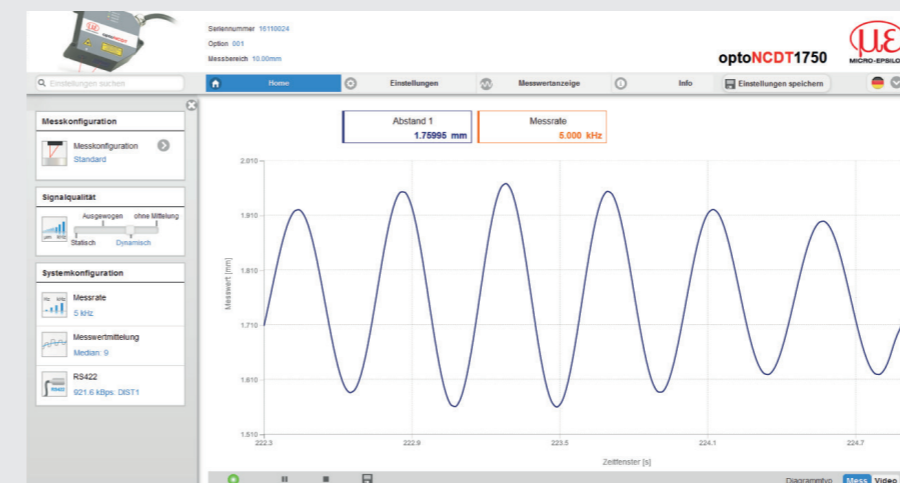 Seriennummer 16110024
Option 001
Messbereich 10.00mm
optoNCDT1750
MICRO-EPSILO
Einstellungen suchen
Home
Einstellungen
Messwertanzeige
Info
Einstellungen speichern
Messkonfiguration
Messkonfiguration
Standard
Signalqualität
Ausgewogen ohne Mittelung
Statisch Dynamisch
Systemkonfiguration
Messrate
5 kHz
Messwertmittelung
Median: 9
RS422
921.6 kBps: DIST1
Abstand 1
1.75995 mm
Messrate
5.000 kHz
Messwert [mm]
2.010
1.910
1.810
1.710
1.610
1.510
222.3 222.9 223.5 224.1 224.7
Zeitfenster [s]
Diagrammtyp Mess Video